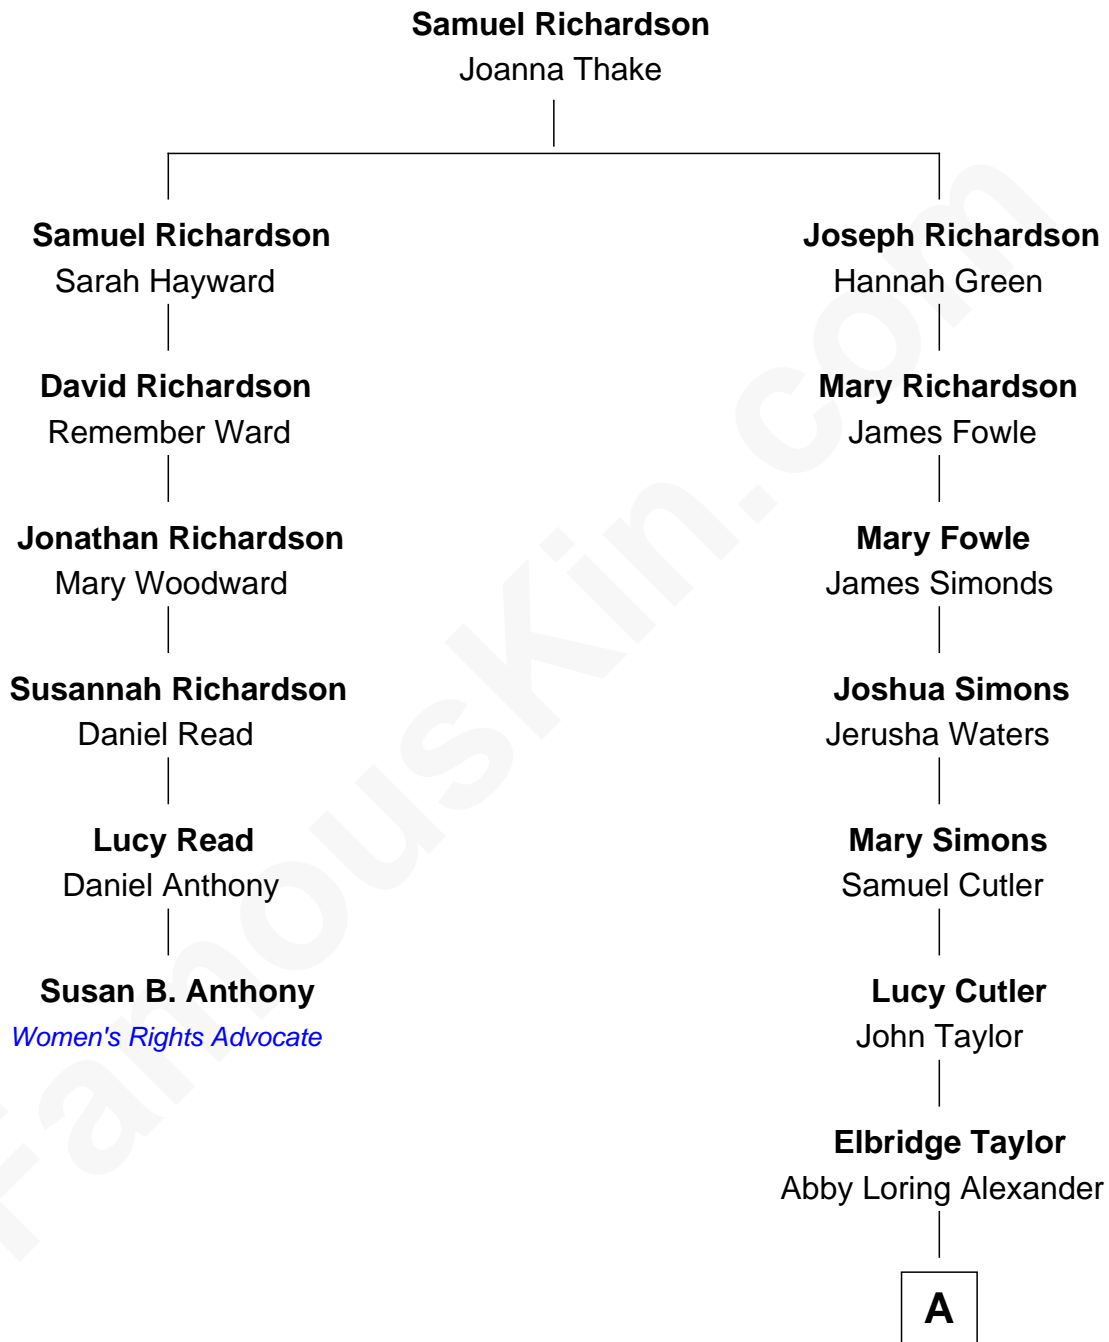 Samuel Richardson
Joanna Thake
Samuel Richardson
Sarah Hayward
David Richardson
Remember Ward
Jonathan Richardson
Mary Woodward
Susannah Richardson
Daniel Read
Lucy Read
Daniel Anthony
Susan B. Anthony
Women's Rights Advocate
Joseph Richardson
Hannah Green
Mary Richardson
James Fowle
Mary Fowle
James Simonds
Joshua Simons
Jerusha Waters
Mary Simons
Samuel Cutler
Lucy Cutler
John Taylor
Elbridge Taylor
Abby Loring Alexander
A
FamousKin.com